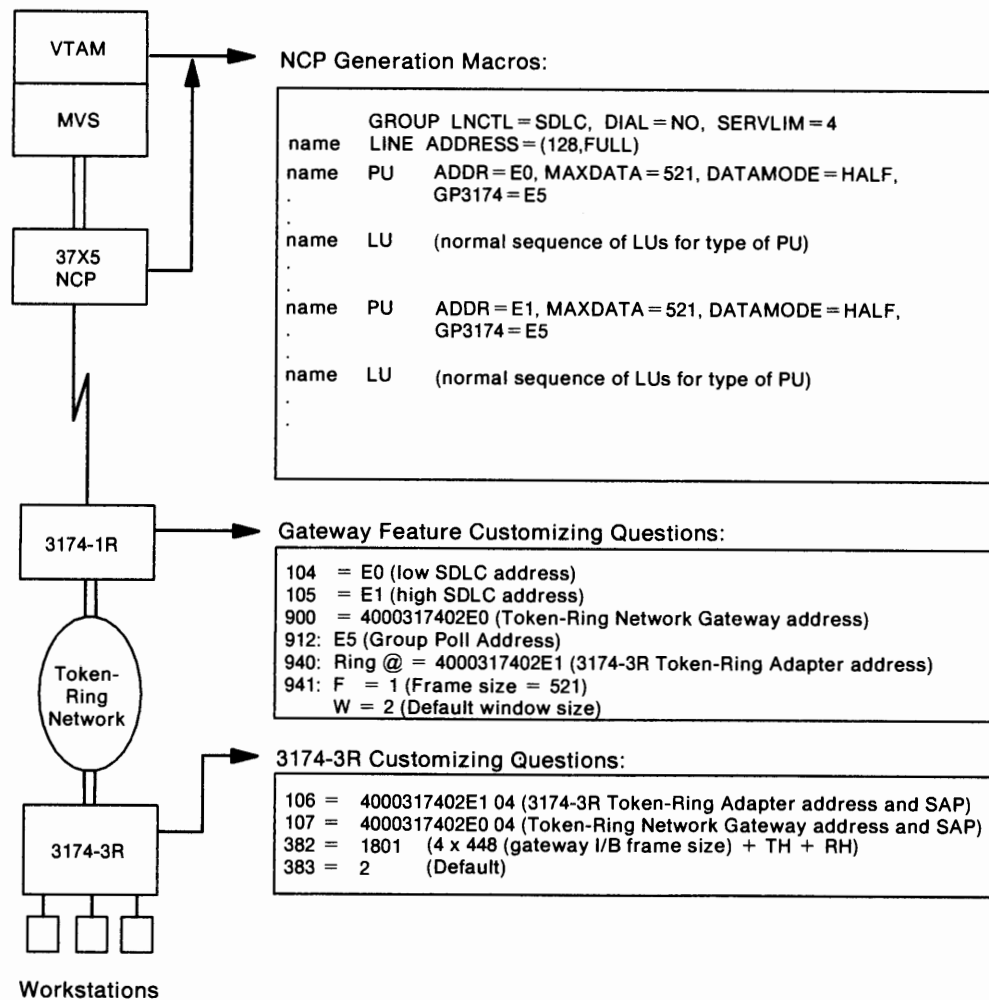 VTAM
MVS
37X5
NCP
NCP Generation Macros:
GROUP LNCTL = SDLC, DIAL = NO, SERVLIM = 4
name LINE ADDRESS = (128,FULL)
name PU ADDR = E0, MAXDATA = 521, DATAMODE = HALF,
. GP3174 = E5
.
name LU (normal sequence of LUs for type of PU)
.
.
name PU ADDR = E1, MAXDATA = 521, DATAMODE = HALF,
. GP3174 = E5
.
name LU (normal sequence of LUs for type of PU)
.
.
3174-1R
Gateway Feature Customizing Questions:
104 = E0 (low SDLC address)
105 = E1 (high SDLC address)
900 = 4000317402E0 (Token-Ring Network Gateway address)
912: E5 (Group Poll Address)
940: Ring @ = 4000317402E1 (3174-3R Token-Ring Adapter address)
941: F = 1 (Frame size = 521)
W = 2 (Default window size)
Token-
Ring
Network
3174-3R Customizing Questions:
106 = 4000317402E1 04 (3174-3R Token-Ring Adapter address and SAP)
107 = 4000317402E0 04 (Token-Ring Network Gateway address and SAP)
382 = 1801 (4 x 448 (gateway I/B frame size) + TH + RH)
383 = 2 (Default)
3174-3R
Workstations